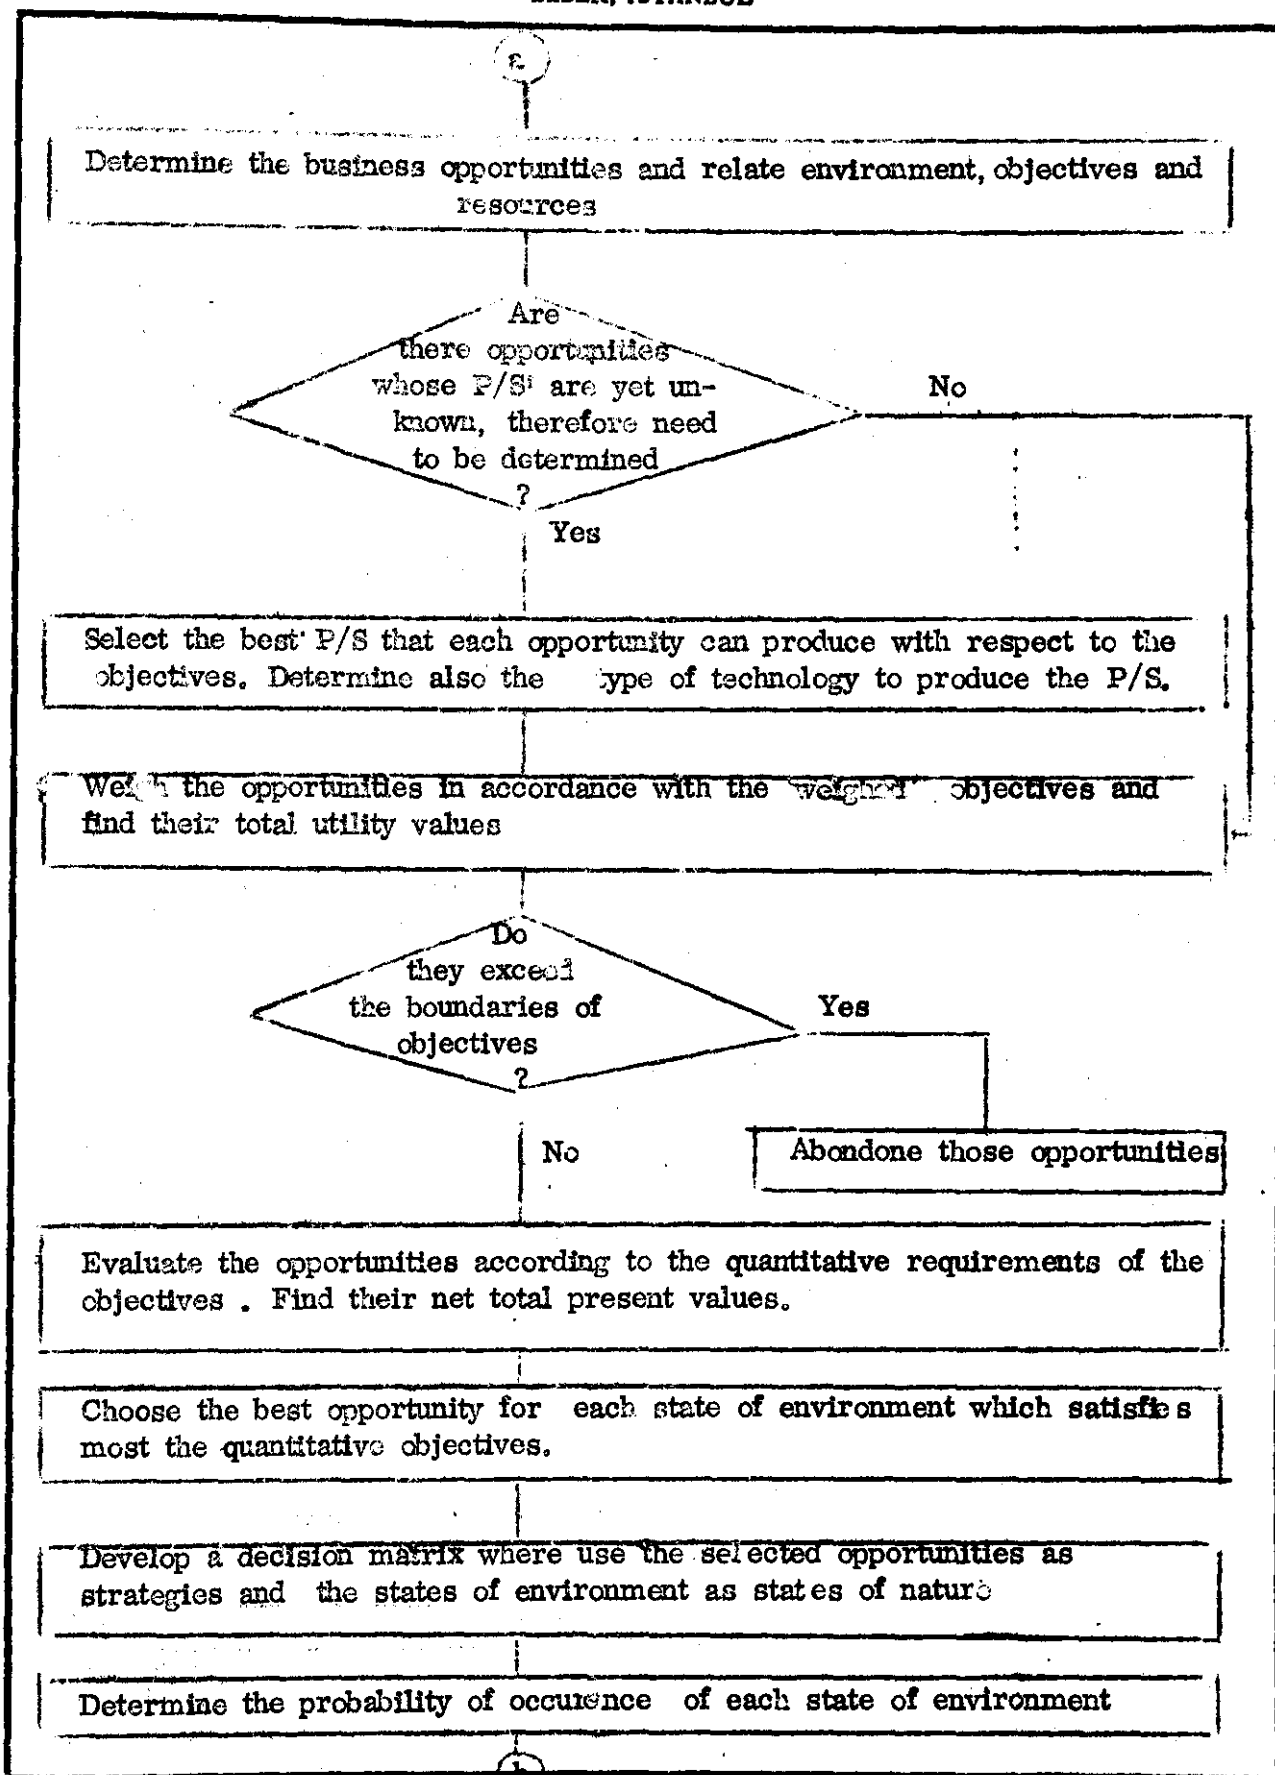 Determine the business opportunities and relate environment, objectives and
resources
Are
there opportunities
whose P/S' are yet un-
known, therefore need
to be determined
?
No
Yes
Select the best P/S that each opportunity can produce with respect to the
objectives. Determine also the type of technology to produce the P/S.
Weigh the opportunities in accordance with the "weighed" objectives and
find their total utility values
Do
they exceed
the boundaries of
objectives
?
Yes
No
Abondone those opportunities
Evaluate the opportunities according to the quantitative requirements of the
objectives . Find their net total present values.
Choose the best opportunity for each state of environment which satisfies
most the quantitative objectives.
Develop a decision matrix where use the selected opportunities as
strategies and the states of environment as states of nature
Determine the probability of occurence of each state of environment